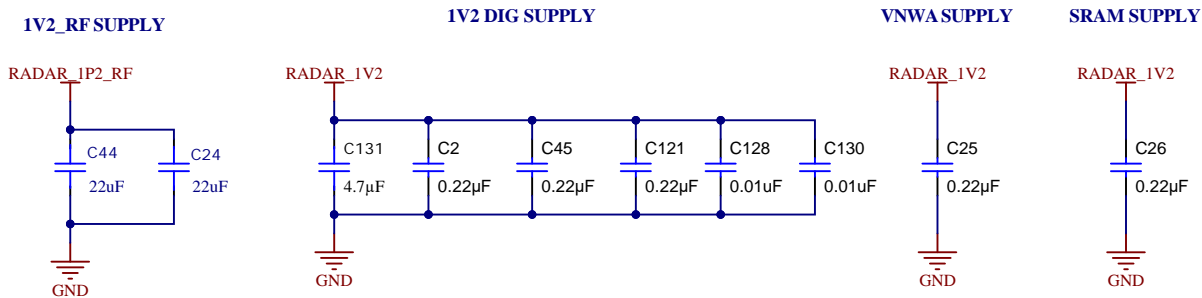 1V2_RF SUPPLY
1V2 DIG SUPPLY
VNWA SUPPLY
SRAM SUPPLY
RADAR_1P2_RF
RADAR_1V2
RADAR_1V2
RADAR_1V2
C44
22uF
C24
22uF
C131
4.7µF
C2
0.22µF
C45
0.22µF
C121
0.22µF
C128
0.01uF
C130
0.01uF
C25
0.22µF
C26
0.22µF
GND
GND
GND
GND